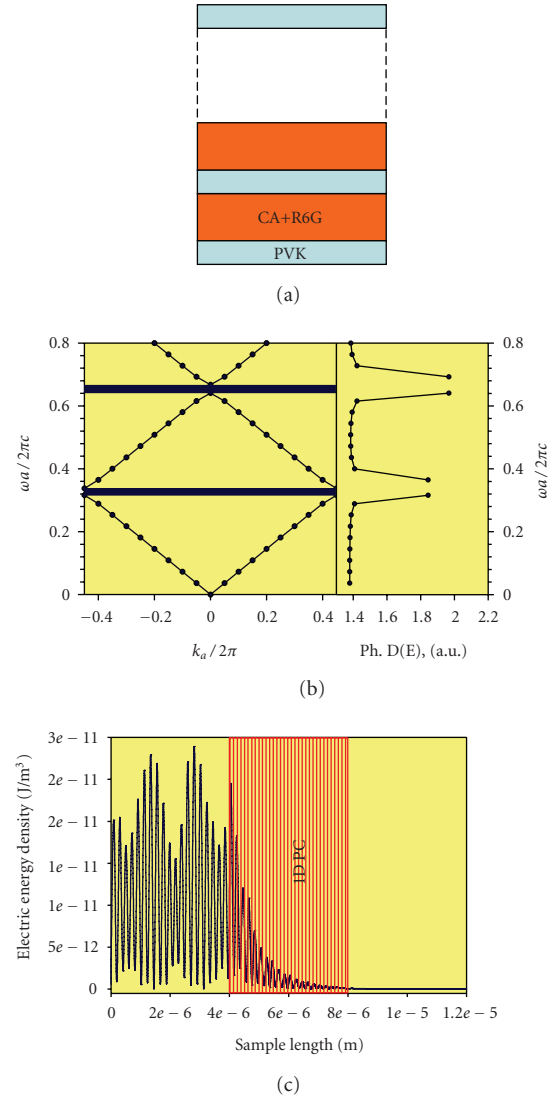 CA+R6G
PVK
(a)
0.8 0.8
0.6 0.6
0.4 0.4
0.2 0.2
0 0
ωa/2πc
ωa/2πc
−0.4 −0.2 0 0.2 0.4 1.4 1.6 1.8 2 2.2
k_a/2π Ph. D(E), (a.u.)
(b)
3e − 11
2e − 11
2e − 11
1e − 11
1e − 11
5e − 12
0
Electric energy density (J/m³)
1D PC
0 2e − 6 4e − 6 6e − 6 8e − 6 1e − 5 1.2e − 5
Sample length (m)
(c)